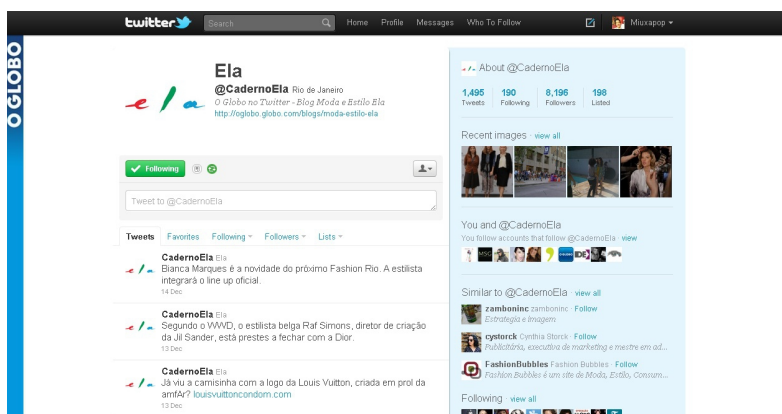 twitter
Search
Home Profile Messages Who To Follow
Miuxapop
O GLOBO
e l a
Ela
@CadernoEla Rio de Janeiro
O Globo no Twitter - Blog Moda e Estilo Ela
http://oglobo.globo.com/blogs/moda-estilo-ela
Following
Tweet to @CadernoEla
Tweets Favorites Following Followers Lists
CadernoEla Ela
Bianca Marques é a novidade do próximo Fashion Rio. A estilista
integrará o line up oficial.
14 Dec
CadernoEla Ela
Segundo o WWD, o estilista belga Raf Simons, diretor de criação
da Jil Sander, está prestes a fechar com a Dior.
13 Dec
CadernoEla Ela
Já viu a camisinha com a logo da Louis Vuitton, criada em prol da
amfAr? louisvuittoncondom.com
13 Dec
About @CadernoEla
1,495 190 8,196 198
Tweets Following Followers Listed
Recent images · view all
You and @CadernoEla
You follow accounts that follow @CadernoEla · view
Similar to @CadernoEla · view all
zamboninc zamboninc · Follow
Estrategia e Imagem
cystorck Cynthia Storck · Follow
Publicitária, executiva de marketing e mestre em ad...
FashionBubbles Fashion Bubbles · Follow
Fashion Bubbles é um site de Moda, Estilo, Consum...
Following · view all